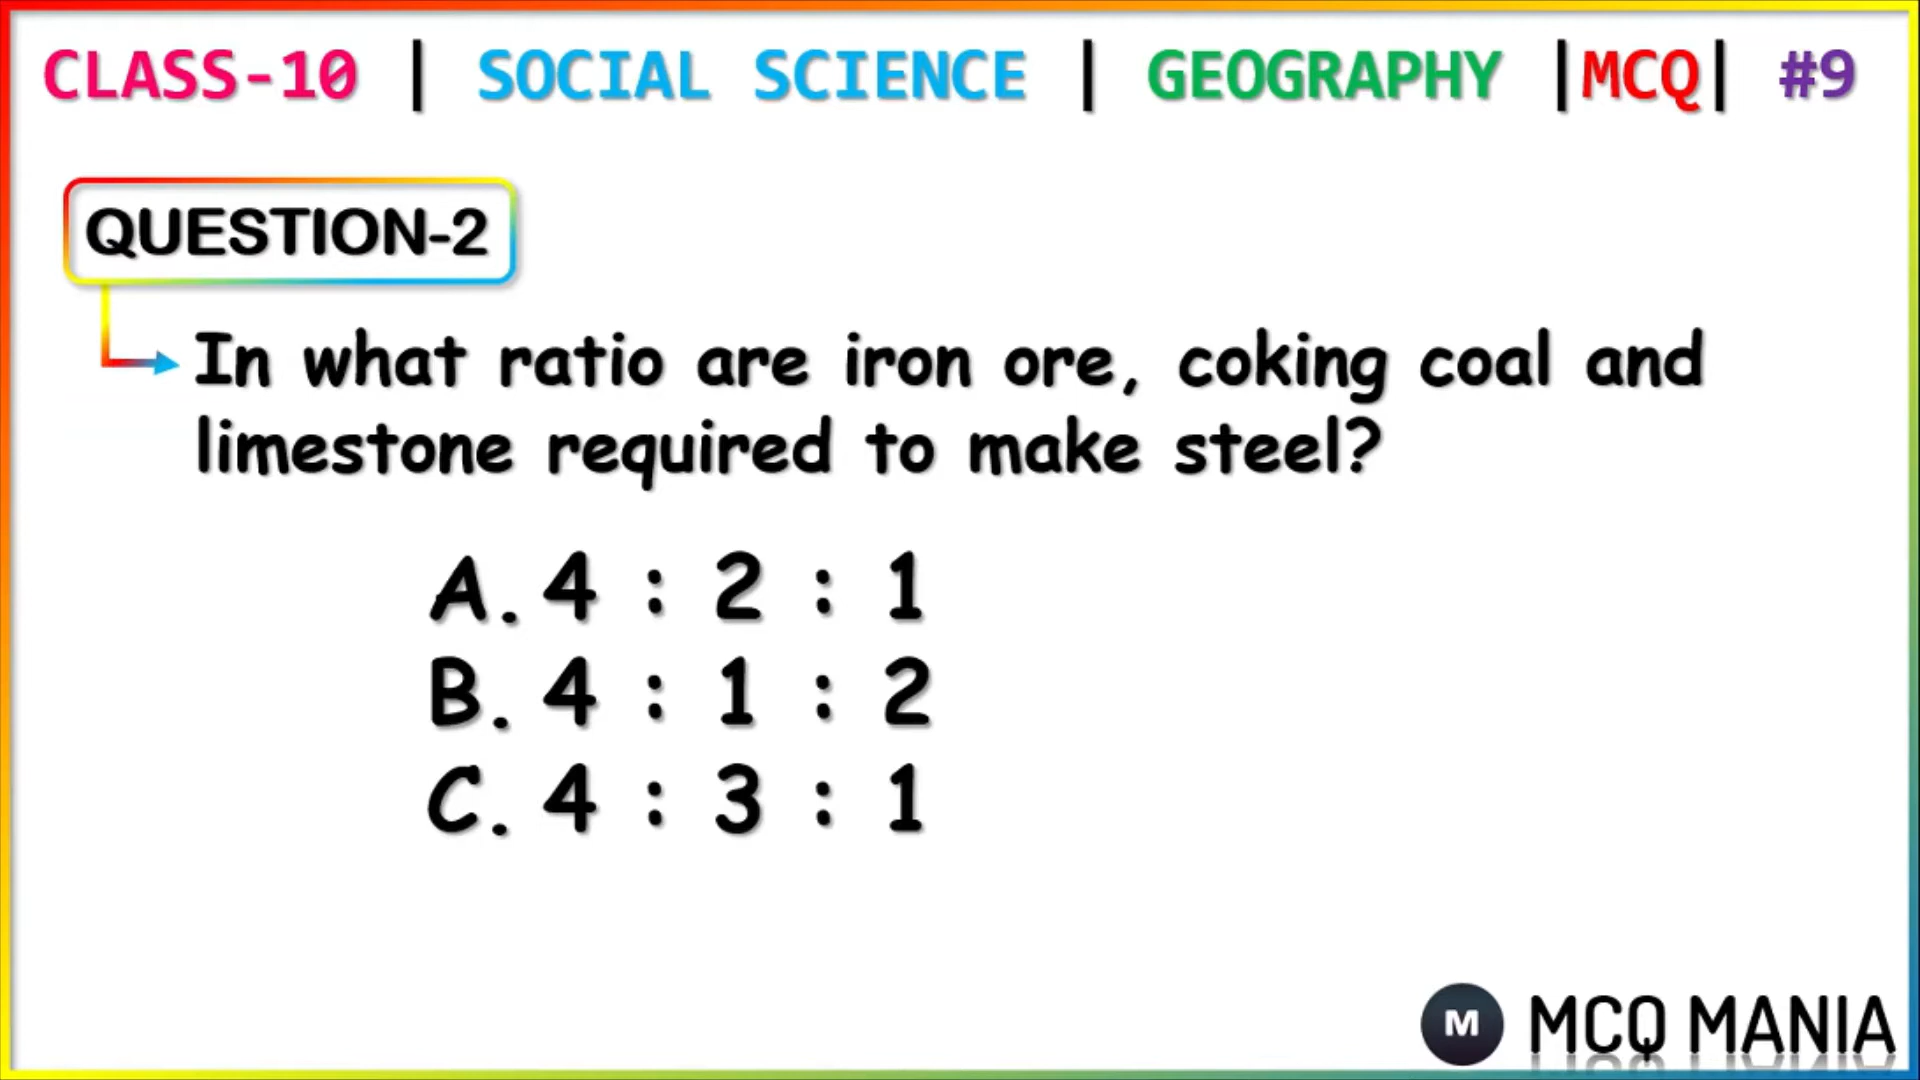 CLASS-10 | SOCIAL SCIENCE | GEOGRAPHY |MCQ| #9
QUESTION-2
In what ratio are iron ore, coking coal and
limestone required to make steel?
A. 4 : 2 : 1
B. 4 : 1 : 2
C. 4 : 3 : 1
M MCQ MANIA